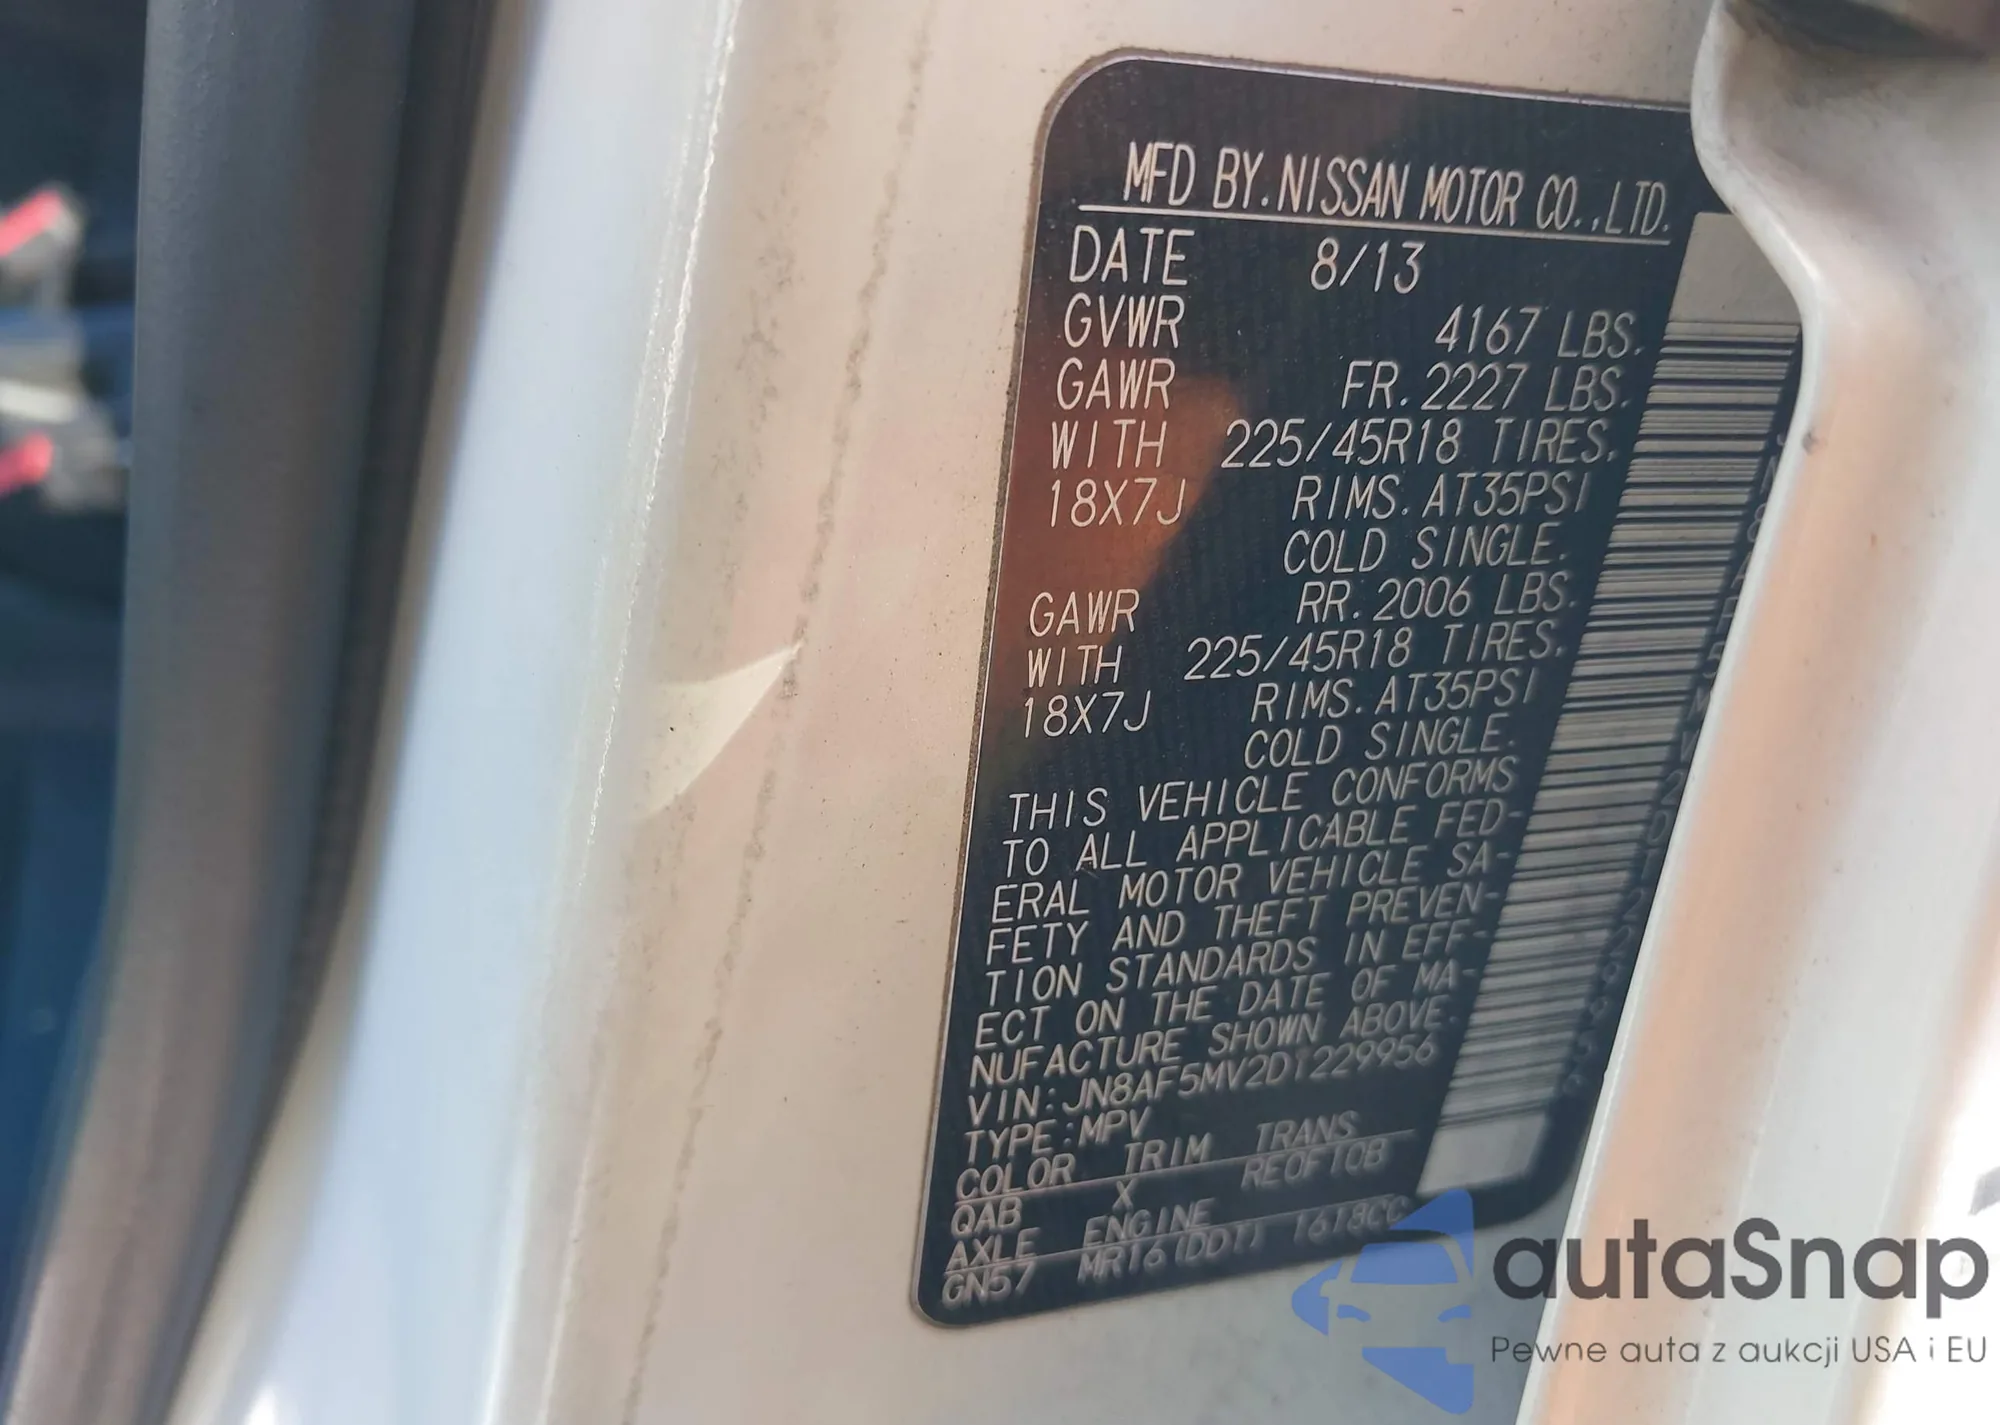 MFD BY.NISSAN MOTOR CO.,LTD.
DATE 8/13
GVWR 4167 LBS.
GAWR FR. 2227 LBS.
WITH 225/45R18 TIRES,
18X7J RIMS. AT35PSI
COLD SINGLE.
GAWR RR. 2006 LBS.
WITH 225/45R18 TIRES,
18X7J RIMS. AT35PSI
COLD SINGLE.
THIS VEHICLE CONFORMS
TO ALL APPLICABLE FED-
ERAL MOTOR VEHICLE SA-
FETY AND THEFT PREVEN-
TION STANDARDS IN EFF-
ECT ON THE DATE OF MA-
NUFACTURE SHOWN ABOVE.
VIN:JN8AF5MV2DT229956
TYPE:MPV
COLOR TRIM TRANS
QAB X RE0F10B
AXLE ENGINE
GN57 MR16(DDT) 1618CC
autaSnap
Pewne auta z aukcji USA i EU